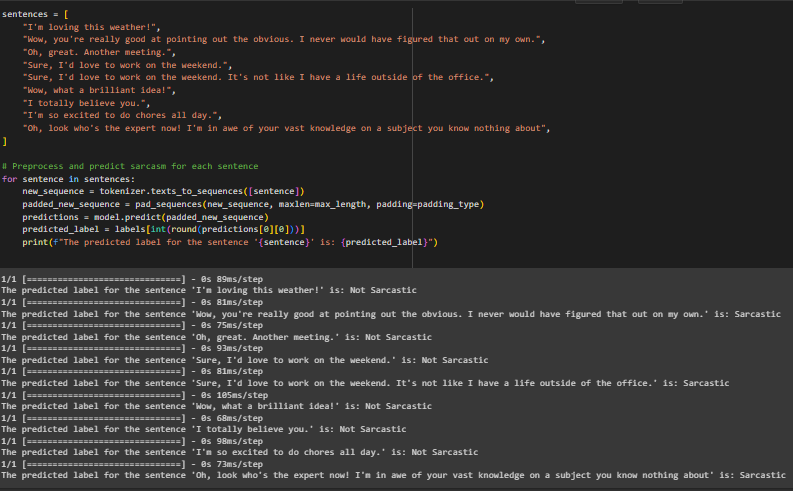 sentences = [
"I'm loving this weather!",
"Wow, you're really good at pointing out the obvious. I never would have figured that out on my own.",
"Oh, great. Another meeting.",
"Sure, I'd love to work on the weekend.",
"Sure, I'd love to work on the weekend. It's not like I have a life outside of the office.",
"Wow, what a brilliant idea!",
"I totally believe you.",
"I'm so excited to do chores all day.",
"Oh, look who's the expert now! I'm in awe of your vast knowledge on a subject you know nothing about",
]
# Preprocess and predict sarcasm for each sentence
for sentence in sentences:
new_sequence = tokenizer.texts_to_sequences([sentence])
padded_new_sequence = pad_sequences(new_sequence, maxlen=max_length, padding=padding_type)
predictions = model.predict(padded_new_sequence)
predicted_label = labels[int(round(predictions[0][0]))]
print(f"The predicted label for the sentence '{sentence}' is: {predicted_label}")
1/1 [==============================] - 0s 89ms/step
The predicted label for the sentence 'I'm loving this weather!' is: Not Sarcastic
1/1 [==============================] - 0s 81ms/step
The predicted label for the sentence 'Wow, you're really good at pointing out the obvious. I never would have figured that out on my own.' is: Sarcastic
1/1 [==============================] - 0s 75ms/step
The predicted label for the sentence 'Oh, great. Another meeting.' is: Not Sarcastic
1/1 [==============================] - 0s 93ms/step
The predicted label for the sentence 'Sure, I'd love to work on the weekend.' is: Not Sarcastic
1/1 [==============================] - 0s 81ms/step
The predicted label for the sentence 'Sure, I'd love to work on the weekend. It's not like I have a life outside of the office.' is: Sarcastic
1/1 [==============================] - 0s 105ms/step
The predicted label for the sentence 'Wow, what a brilliant idea!' is: Not Sarcastic
1/1 [==============================] - 0s 68ms/step
The predicted label for the sentence 'I totally believe you.' is: Not Sarcastic
1/1 [==============================] - 0s 98ms/step
The predicted label for the sentence 'I'm so excited to do chores all day.' is: Not Sarcastic
1/1 [==============================] - 0s 73ms/step
The predicted label for the sentence 'Oh, look who's the expert now! I'm in awe of your vast knowledge on a subject you know nothing about' is: Sarcastic